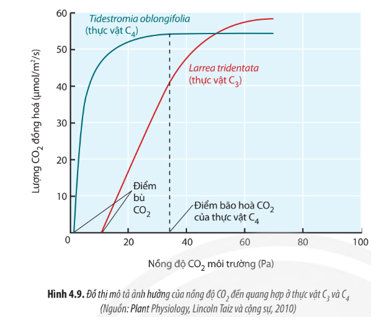 60
Tidestromia oblongifolia
(thực vật C4)
50
Larrea tridentata
(thực vật C3)
40
30
20
10
0
Lượng CO2 đồng hoá (µmol/m²/s)
Điểm
bù
CO2
Điểm bão hoà CO2
của thực vật C4
20
40
60
80
100
Nồng độ CO2 môi trường (Pa)
Hình 4.9. Đồ thị mô tả ảnh hưởng của nồng độ CO2 đến quang hợp ở thực vật C3 và C4
(Nguồn: Plant Physiology, Lincoln Taiz và cộng sự, 2010)